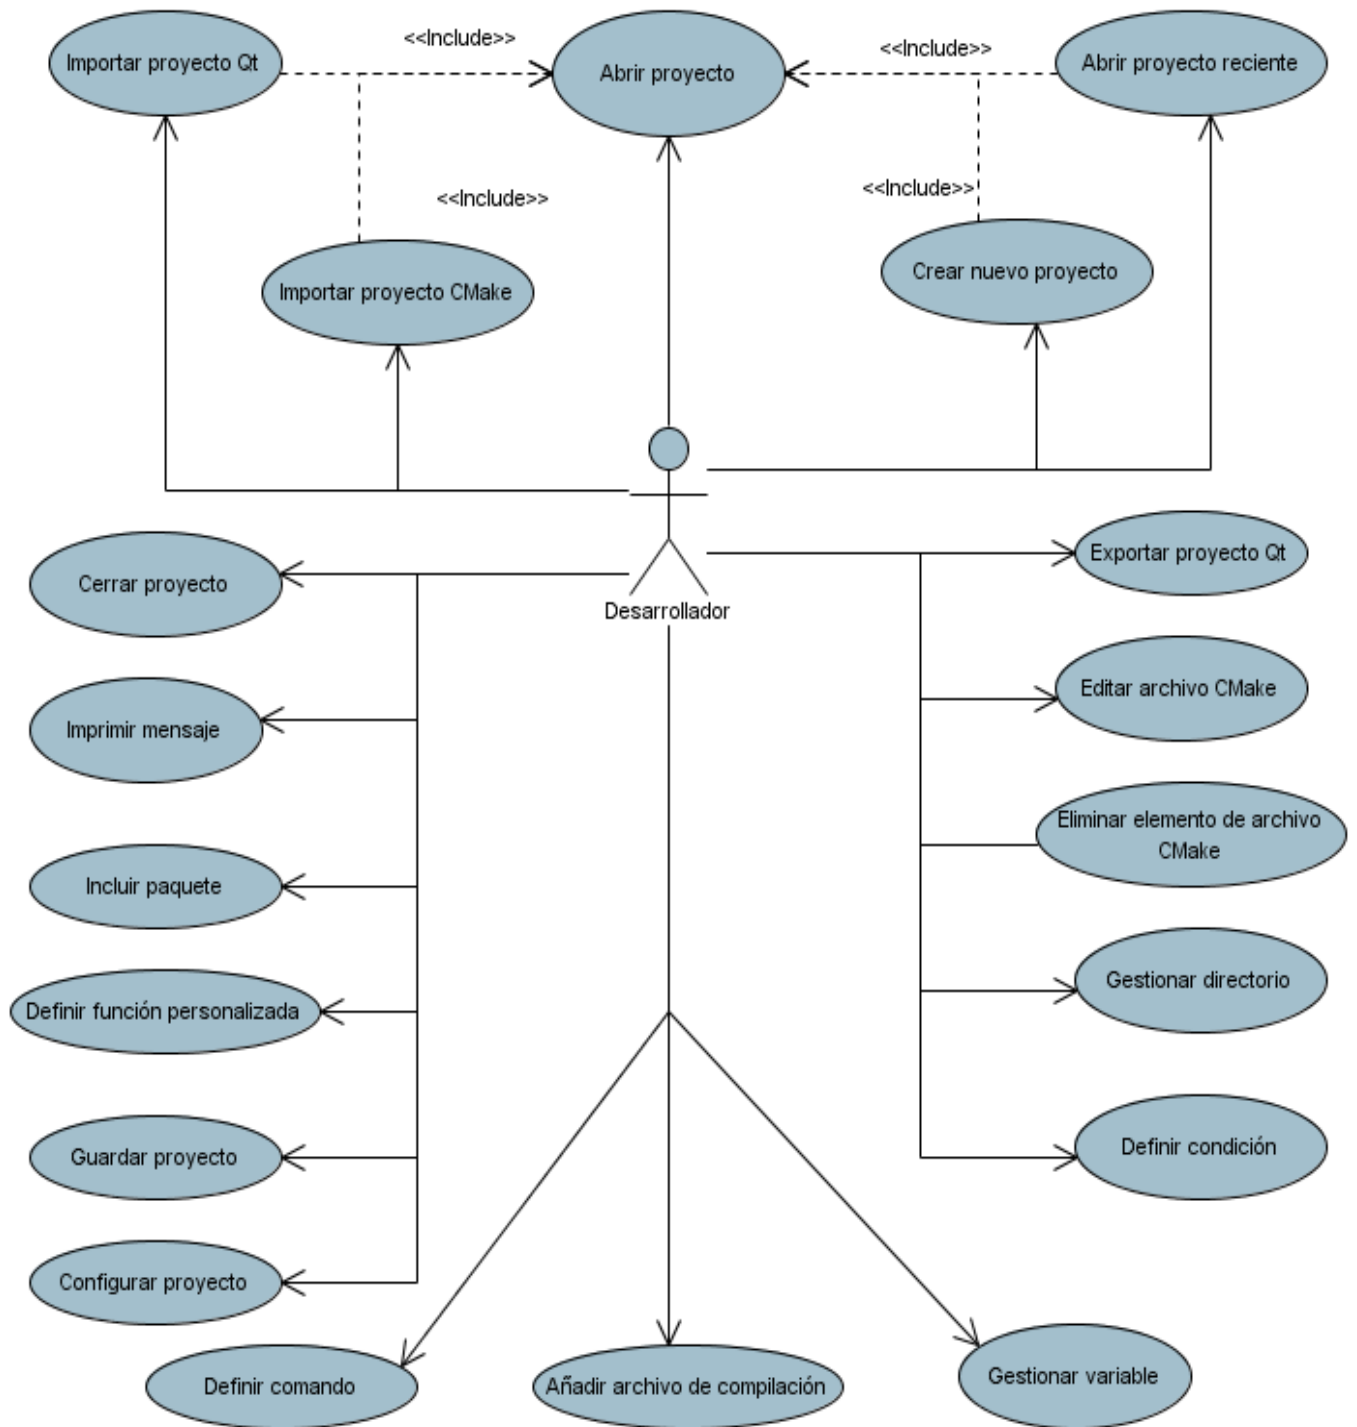 <<Include>>
<<Include>>
Importar proyecto Qt
Abrir proyecto
Abrir proyecto reciente
<<Include>>
<<Include>>
Importar proyecto CMake
Crear nuevo proyecto
Desarrollador
Cerrar proyecto
Exportar proyecto Qt
Imprimir mensaje
Editar archivo CMake
Eliminar elemento de archivo
CMake
Incluir paquete
Gestionar directorio
Definir función personalizada
Guardar proyecto
Definir condición
Configurar proyecto
Definir comando
Añadir archivo de compilación
Gestionar variable